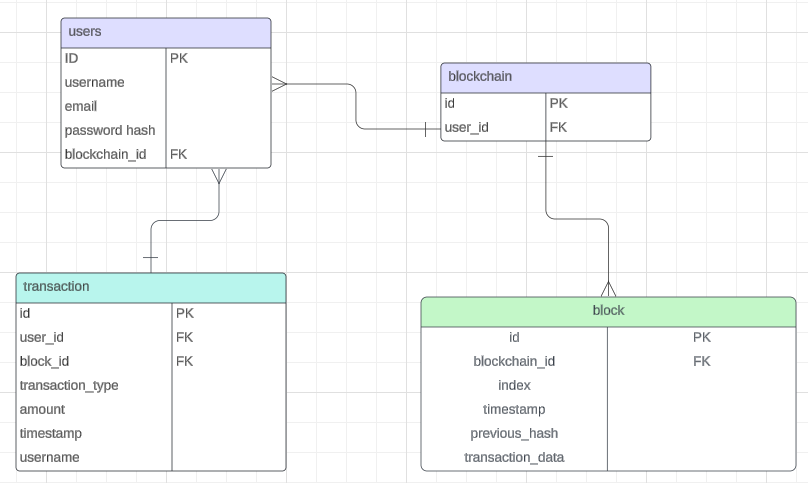 users
ID PK
username
email
password hash
blockchain_id FK
blockchain
id PK
user_id FK
transaction
id PK
user_id FK
block_id FK
transaction_type
amount
timestamp
username
block
id PK
blockchain_id FK
index
timestamp
previous_hash
transaction_data